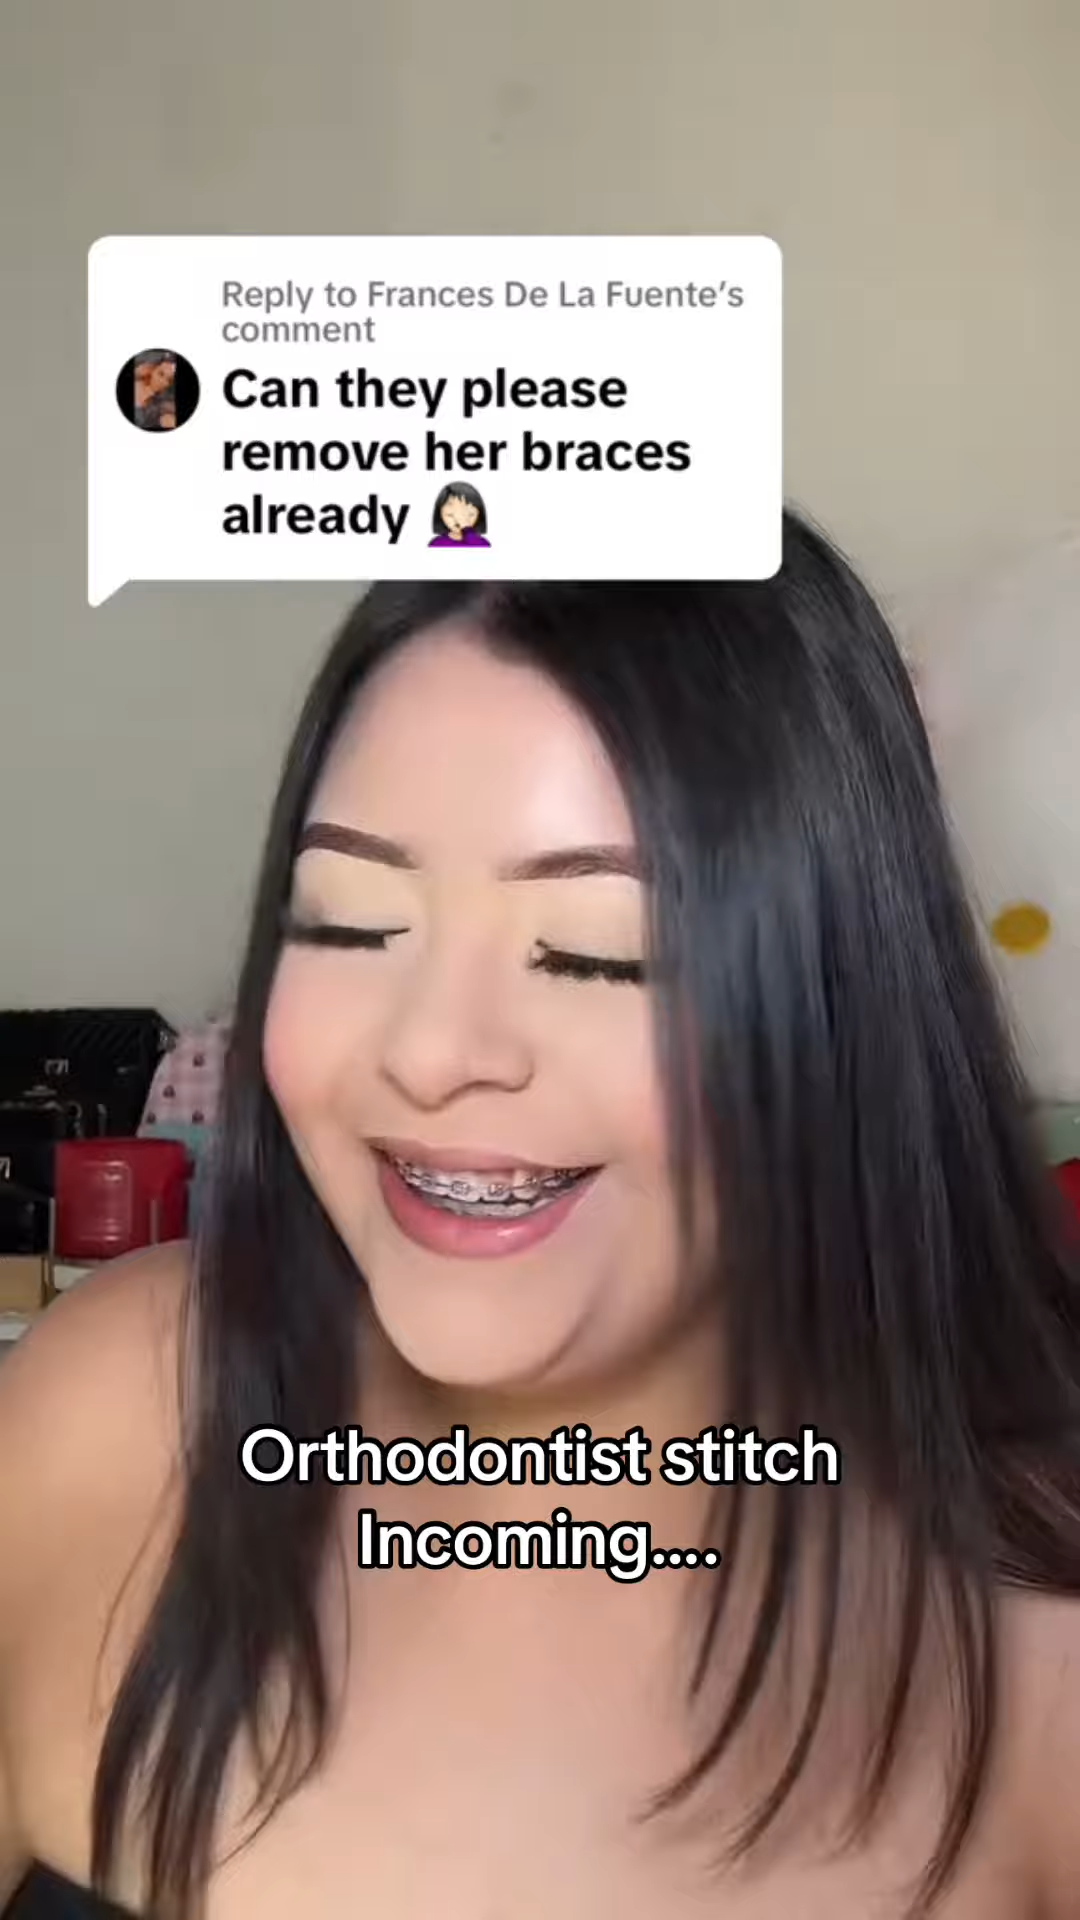 Reply to Frances De La Fuente's
comment
Can they please
remove her braces
already 🤦🏻‍♀️
Orthodontist stitch
Incoming....